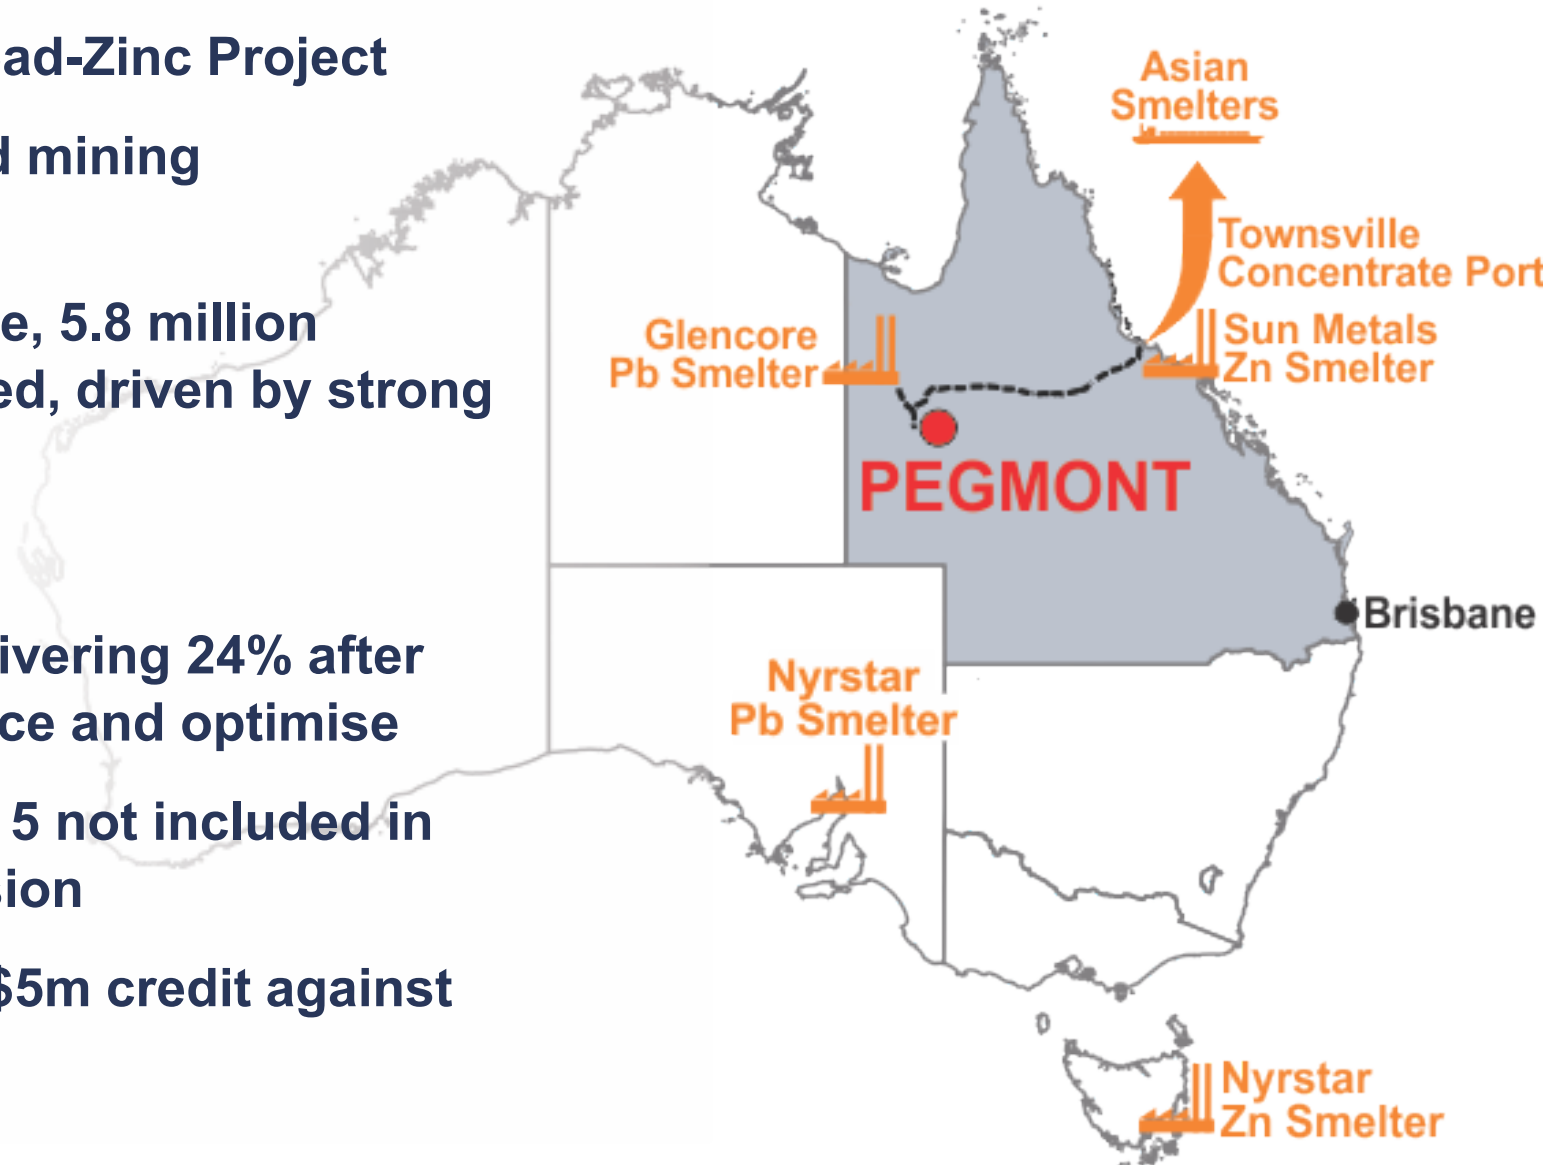 ad-Zinc Project
d mining
e, 5.8 million
ed, driven by strong
ivering 24% after
ce and optimise
5 not included in
sion
$5m credit against
Asian
Smelters
Townsville
Concentrate Port
Glencore
Pb Smelter
Sun Metals
Zn Smelter
PEGMONT
Brisbane
Nyrstar
Pb Smelter
Nyrstar
Zn Smelter